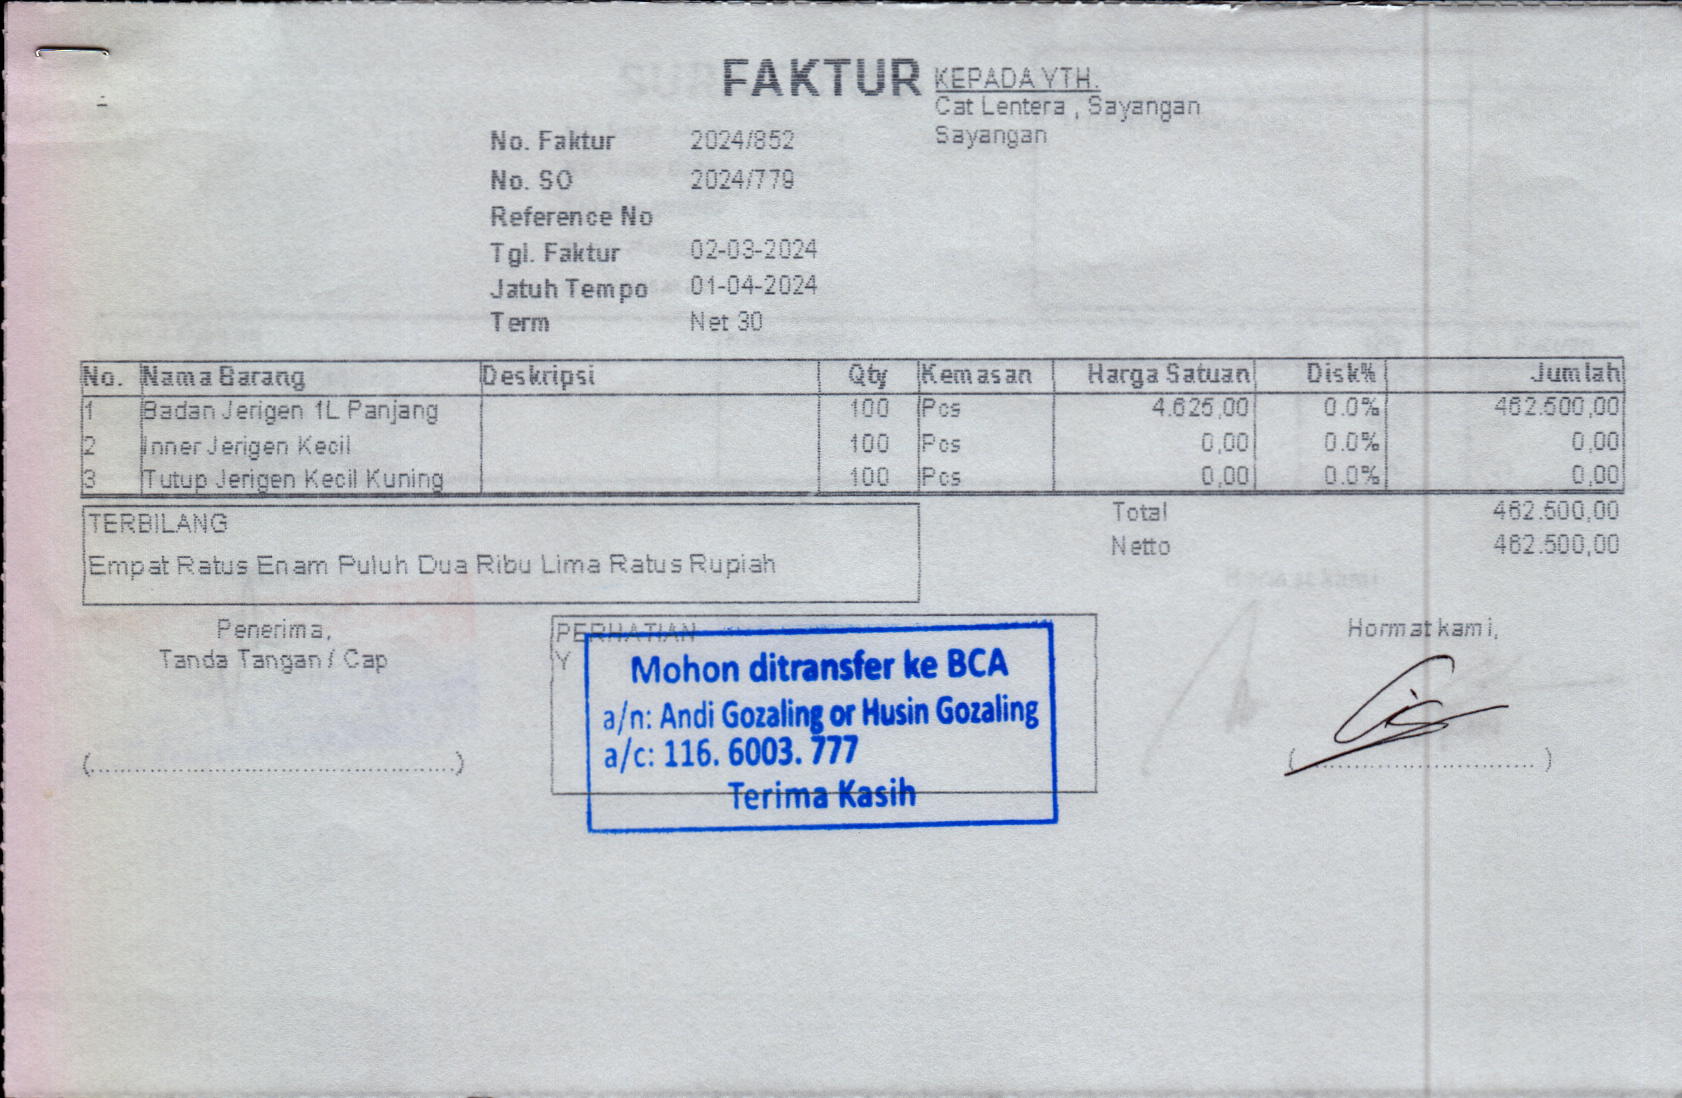 FAKTUR
KEPADA YTH.
Cat Lentera , Sayangan
Sayangan
No. Faktur 2024/852
No. SO 2024/779
Reference No
Tgl. Faktur 02-03-2024
Jatuh Tempo 01-04-2024
Term Net 30
No. Nama Barang Deskripsi Qty Kemasan Harga Satuan Disk% Jumlah
1 Badan Jerigen 1L Panjang 100 Pcs 4.625,00 0.0% 462.500,00
2 Inner Jerigen Kecil 100 Pcs 0,00 0.0% 0,00
3 Tutup Jerigen Kecil Kuning 100 Pcs 0,00 0.0% 0,00
Total 462.500,00
Netto 462.500,00
TERBILANG
Empat Ratus Enam Puluh Dua Ribu Lima Ratus Rupiah
Penerima,
Tanda Tangan / Cap
(............................................)
PERHATIAN
Y
Mohon ditransfer ke BCA
a/n: Andi Gozaling or Husin Gozaling
a/c: 116. 6003. 777
Terima Kasih
Hormat kami,
(..............................)